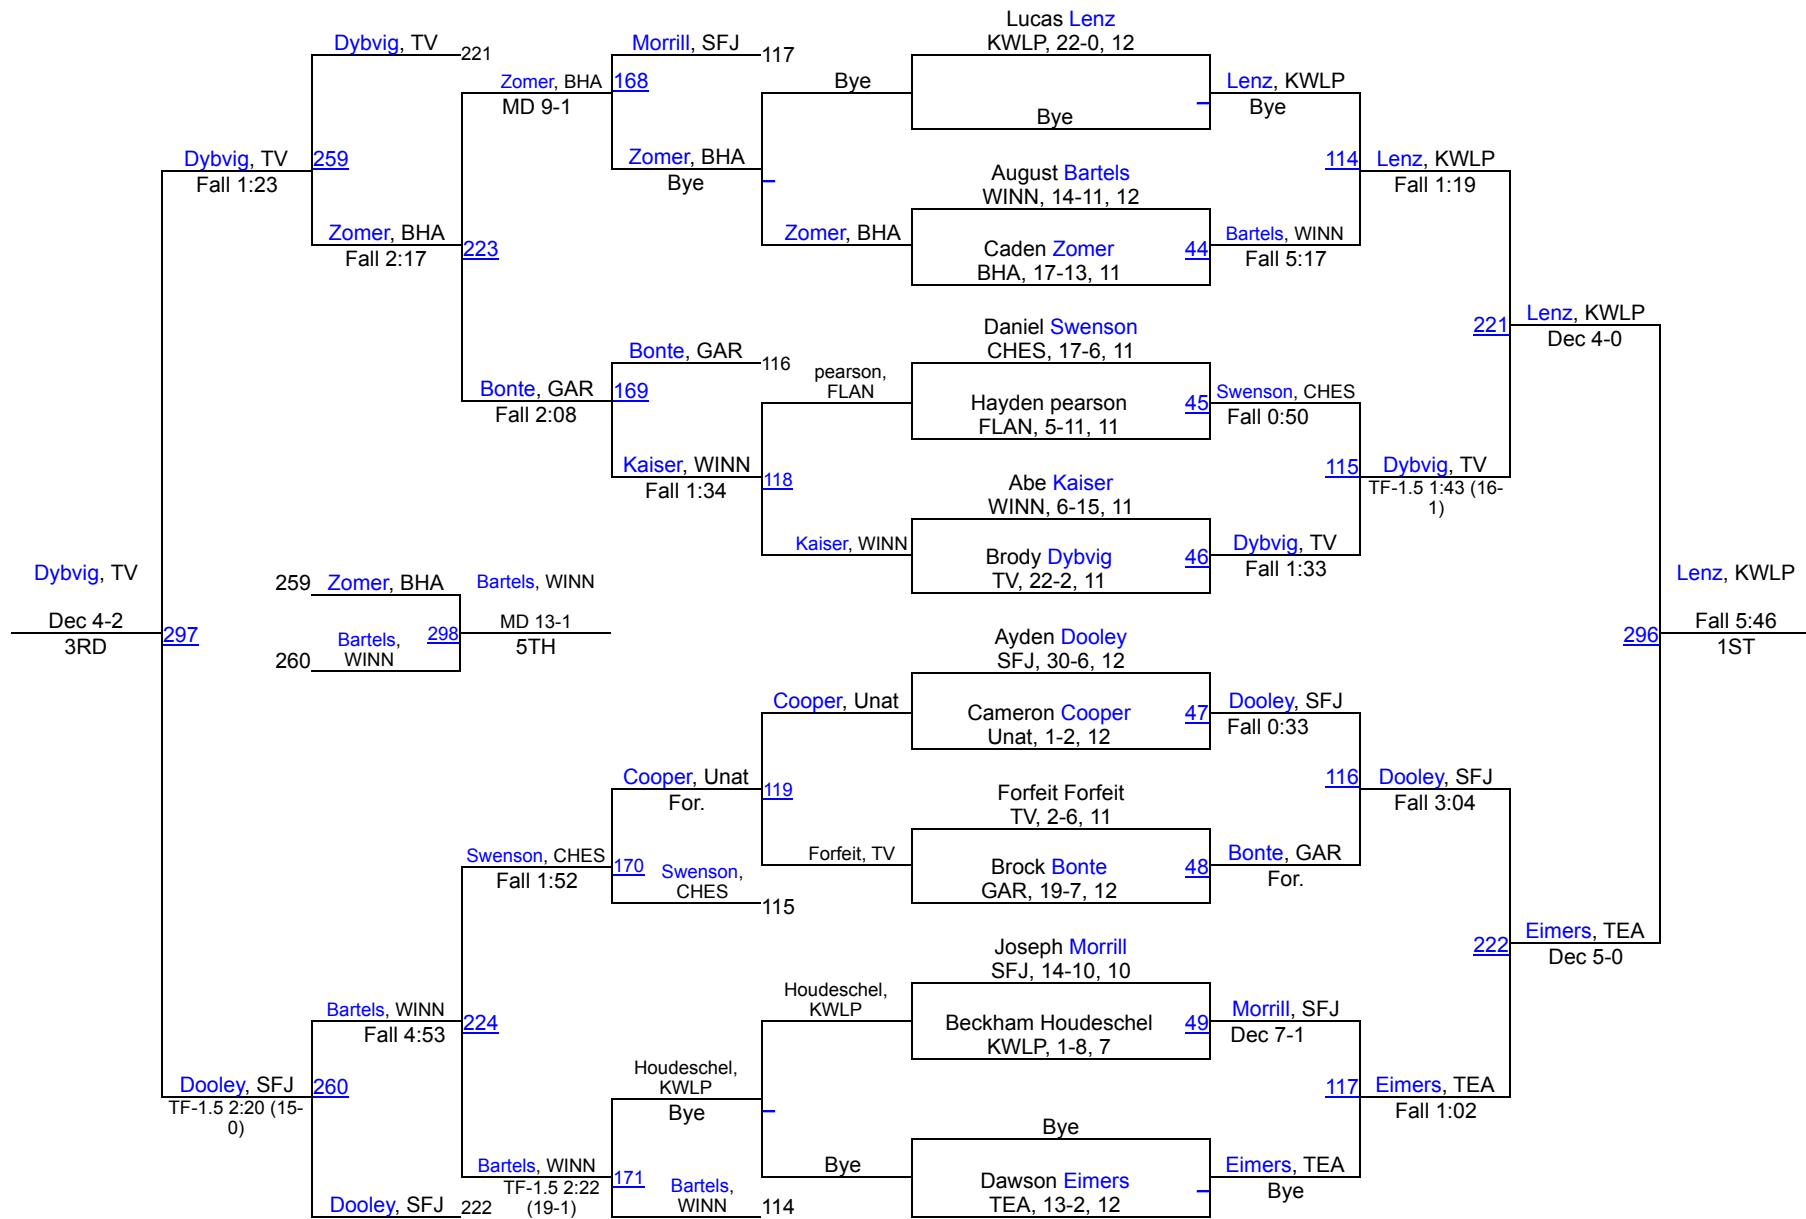 Lucas Lenz
KWLP, 22-0, 12
Bye
August Bartels
WINN, 14-11, 12
Caden Zomer
BHA, 17-13, 11
44
Daniel Swenson
CHES, 17-6, 11
Hayden pearson
FLAN, 5-11, 11
45
Abe Kaiser
WINN, 6-15, 11
Brody Dybvig
TV, 22-2, 11
46
Ayden Dooley
SFJ, 30-6, 12
Cameron Cooper
Unat, 1-2, 12
47
Forfeit Forfeit
TV, 2-6, 11
Brock Bonte
GAR, 19-7, 12
48
Joseph Morrill
SFJ, 14-10, 10
Beckham Houdeschel
KWLP, 1-8, 7
49
Bye
Dawson Eimers
TEA, 13-2, 12
Lenz, KWLP
Bye
Bartels, WINN
Fall 5:17
114
Swenson, CHES
Fall 0:50
Dybvig, TV
Fall 1:33
115
Dooley, SFJ
Fall 0:33
Bonte, GAR
For.
116
Morrill, SFJ
Dec 7-1
Eimers, TEA
Bye
117
Lenz, KWLP
Fall 1:19
Dybvig, TV
TF-1.5 1:43 (16-
1)
221
Dooley, SFJ
Fall 3:04
Eimers, TEA
Fall 1:02
222
Lenz, KWLP
Dec 4-0
Eimers, TEA
Dec 5-0
296
Lenz, KWLP
Fall 5:46
1ST
Bye
Zomer, BHA
pearson,
FLAN
Kaiser, WINN
118
Cooper, Unat
Forfeit, TV
119
Houdeschel,
KWLP
Bye
Morrill, SFJ
117
168
Zomer, BHA
Bye
Bonte, GAR
116
169
Kaiser, WINN
Fall 1:34
Cooper, Unat
For.
170
Swenson,
CHES
115
Houdeschel,
KWLP
Bye
171
Bartels,
WINN
114
Zomer, BHA
MD 9-1
Bonte, GAR
Fall 2:08
223
Swenson, CHES
Fall 1:52
Bartels, WINN
TF-1.5 2:22
(19-1)
224
Dybvig, TV
221
259
Zomer, BHA
Fall 2:17
Bartels, WINN
Fall 4:53
260
Dooley, SFJ
222
Dybvig, TV
Fall 1:23
Dooley, SFJ
TF-1.5 2:20 (15-
0)
297
Dybvig, TV
Dec 4-2
3RD
259
Zomer, BHA
260
Bartels,
WINN
298
Bartels, WINN
MD 13-1
5TH